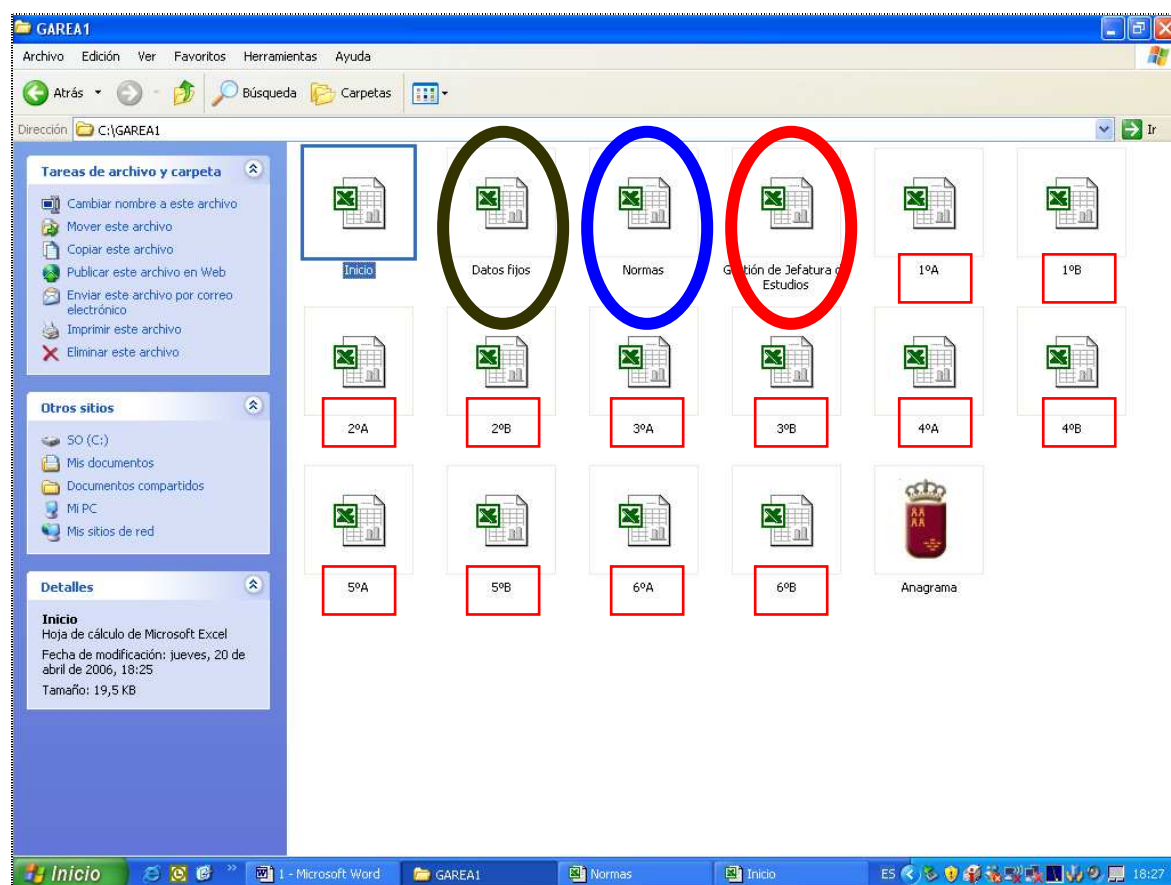 GAREA1
Archivo Edición Ver Favoritos Herramientas Ayuda
Atrás Búsqueda Carpetas
Dirección C:\GAREA1 Ir
Tareas de archivo y carpeta
Cambiar nombre a este archivo
Mover este archivo
Copiar este archivo
Publicar este archivo en Web
Enviar este archivo por correo
electrónico
Imprimir este archivo
Eliminar este archivo
Otros sitios
SO (C:)
Mis documentos
Documentos compartidos
Mi PC
Mis sitios de red
Detalles
Inicio
Hoja de cálculo de Microsoft Excel
Fecha de modificación: jueves, 20 de
abril de 2006, 18:25
Tamaño: 19,5 KB
Inicio Datos fijos Normas Jefatura 1ºA 1ºB
Estudios
2ºA 2ºB 3ºA 3ºB 4ºA 4ºB
5ºA 5ºB 6ºA 6ºB Anagrama
Inicio 1 - Microsoft Word GAREA1 Normas Inicio ES 18:27